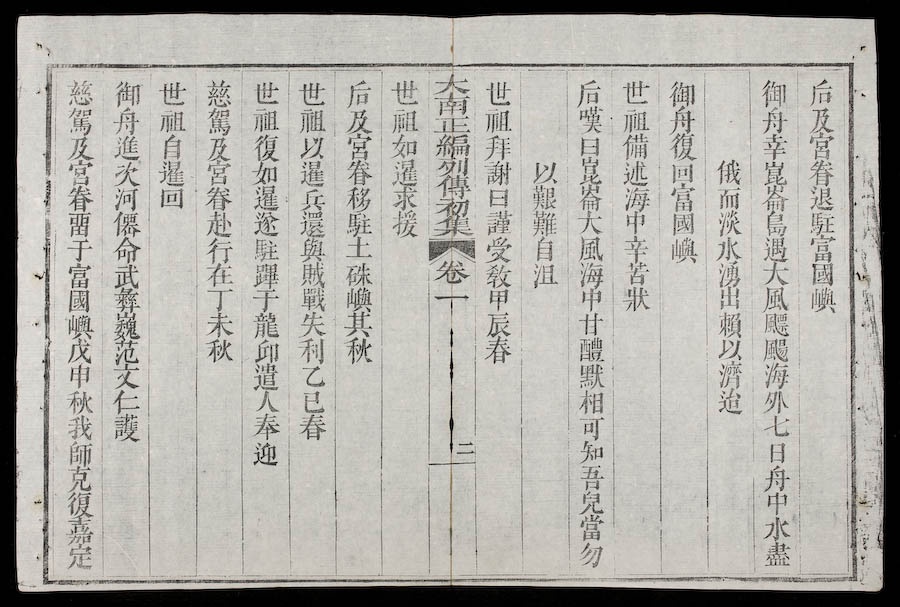 后及宮眷退駐富國嶼
御舟幸崑崙島遇大風飃颺海外七日舟中水盡
俄而淡水湧出賴以濟迨
御舟復回富國嶼
世祖備述海中辛苦狀
后嘆曰崑崙大風海中甘醴默相可知吾兒當勿
以艱難自沮
世祖拜謝曰謹受敎甲辰春
大南正編列傳初集 卷一 二
世祖如暹求援
后及宮眷移駐土硃嶼其秋
世祖以暹兵還與賊戰失利乙巳春
世祖復如暹遂駐蹕于龍邱遣人奉迎
慈駕及宮眷赴行在丁未秋
世祖自暹回
御舟進次河僊命武彝巍范文仁護
慈駕及宮眷畱于富國嶼戊申秋我師克復嘉定